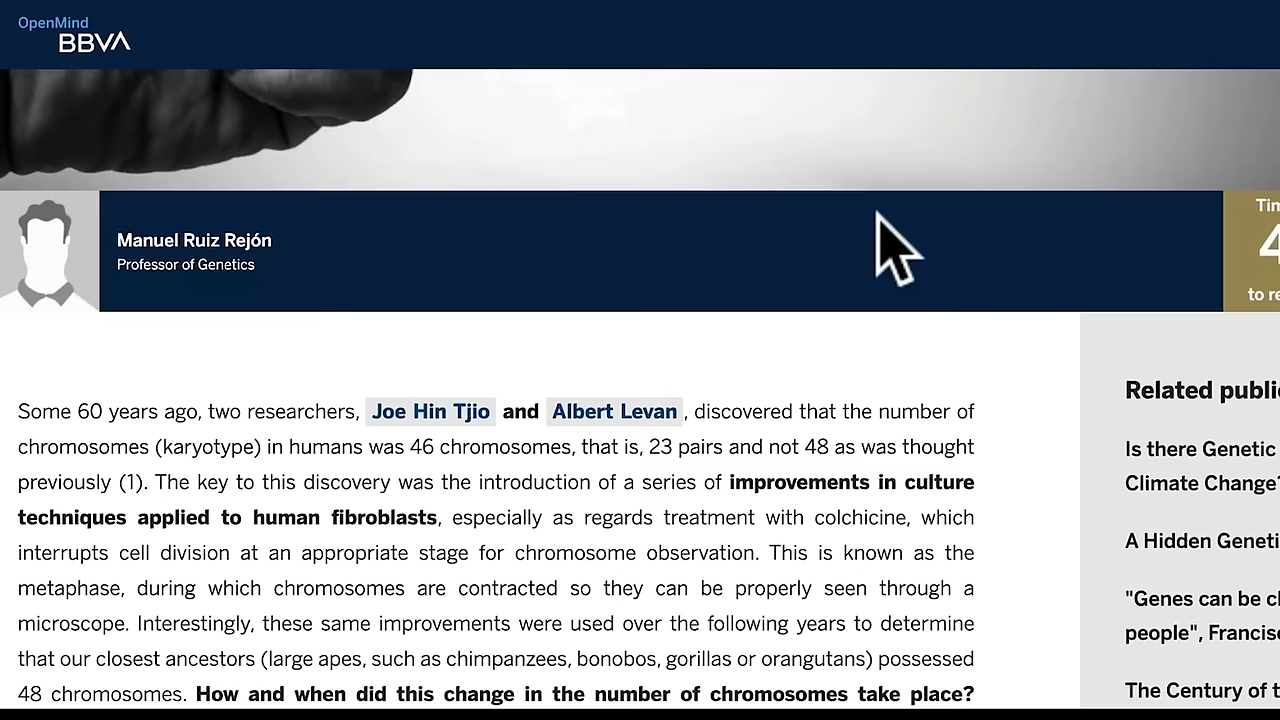 OpenMind
BBVA
Manuel Ruiz Rejón
Professor of Genetics
4
to re
Some 60 years ago, two researchers, Joe Hin Tjio and Albert Levan, discovered that the number of
chromosomes (karyotype) in humans was 46 chromosomes, that is, 23 pairs and not 48 as was thought
previously (1). The key to this discovery was the introduction of a series of improvements in culture
techniques applied to human fibroblasts, especially as regards treatment with colchicine, which
interrupts cell division at an appropriate stage for chromosome observation. This is known as the
metaphase, during which chromosomes are contracted so they can be properly seen through a
microscope. Interestingly, these same improvements were used over the following years to determine
that our closest ancestors (large apes, such as chimpanzees, bonobos, gorillas or orangutans) possessed
48 chromosomes. How and when did this change in the number of chromosomes take place?
Related public
Is there Genetic
Climate Change?
A Hidden Geneti
"Genes can be cl
people", Francisc
The Century of t